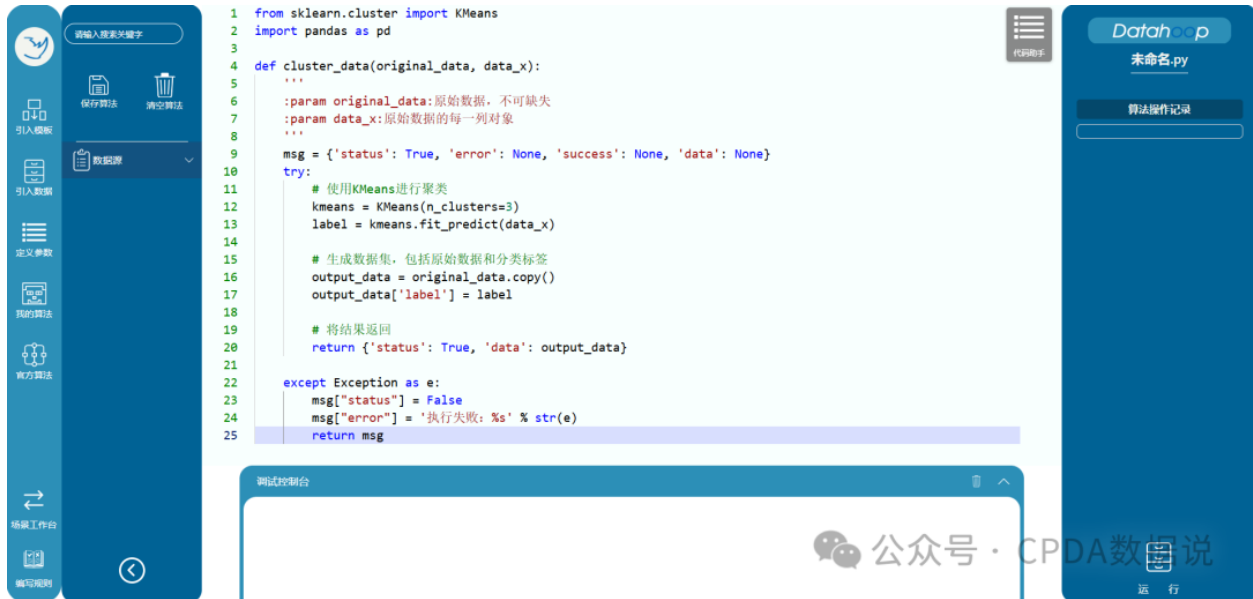 请输入搜索关键字
保存算法
清空算法
数据源
引入模板
引入数据
定义参数
我的算法
官方算法
场景工作台
编写规则
1 from sklearn.cluster import KMeans
2 import pandas as pd
3
4 def cluster_data(original_data, data_x):
5     '''
6     :param original_data:原始数据，不可缺失
7     :param data_x:原始数据的每一列对象
8     '''
9     msg = {'status': True, 'error': None, 'success': None, 'data': None}
10     try:
11         # 使用KMeans进行聚类
12         kmeans = KMeans(n_clusters=3)
13         label = kmeans.fit_predict(data_x)
14
15         # 生成数据集，包括原始数据和分类标签
16         output_data = original_data.copy()
17         output_data['label'] = label
18
19         # 将结果返回
20         return {'status': True, 'data': output_data}
21
22     except Exception as e:
23         msg["status"] = False
24         msg["error"] = '执行失败：%s' % str(e)
25         return msg
代码助手
调试控制台
Datahoop
未命名.py
算法操作记录
公众号 · CPDA数据说
运 行